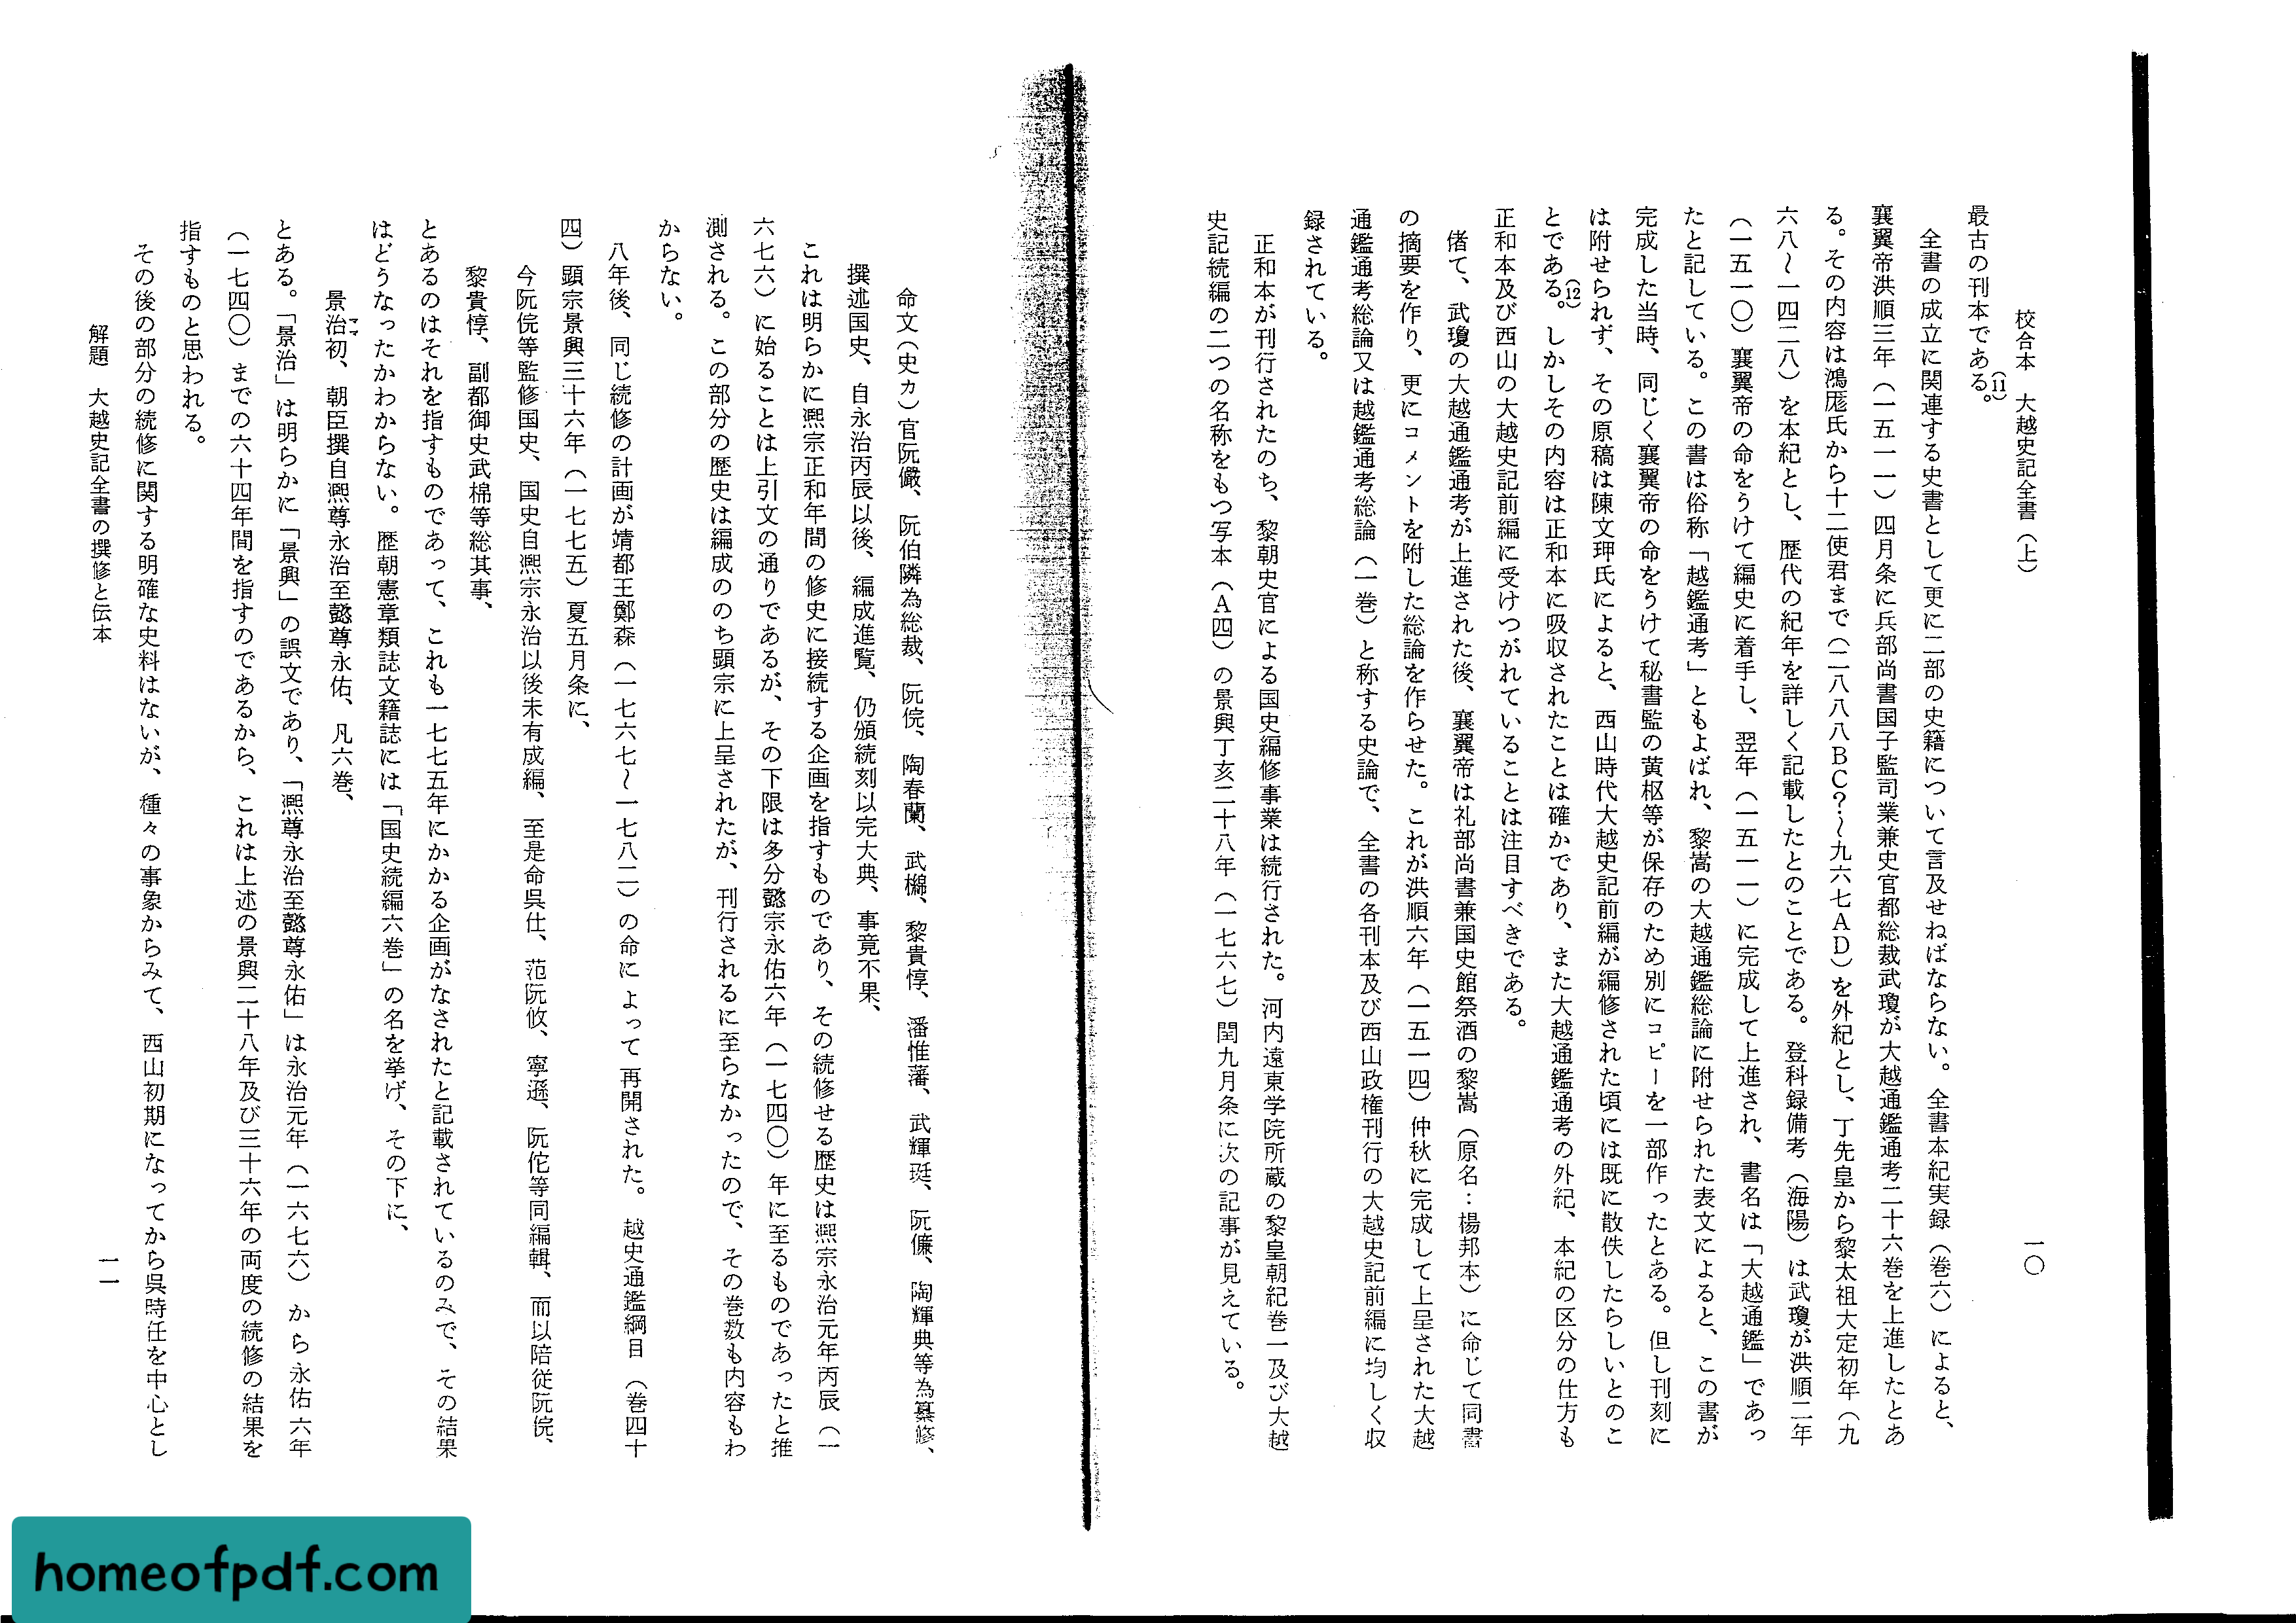 校合本　大越史記全書（上）
一〇
最古の刊本である。(11)
全書の成立に関連する史書として更に二部の史籍について言及せねばならない。全書本紀実録（巻六）によると、
襄翼帝洪順三年（一五一一）四月条に兵部尚書国子監司業兼史官都総裁武瓊が大越通鑑通考二十六巻を上進したとあ
る。その内容は鴻厖氏から十二使君まで（二八八八BC?～九六七AD）を外紀とし、丁先皇から黎太祖大定初年（九
六八～一四二八）を本紀とし、歴代の紀年を詳しく記載したとのことである。登科録備考（海陽）は武瓊が洪順二年
（一五一〇）襄翼帝の命をうけて編史に着手し、翌年（一五一一）に完成して上進され、書名は「大越通鑑」であっ
たと記している。この書は俗称「越鑑通考」ともよばれ、黎嵩の大越通鑑総論に附せられた表文によると、この書が
完成した当時、同じく襄翼帝の命をうけて秘書監の黄枢等が保存のため別にコピーを一部作ったとある。但し刊刻に
は附せられず、その原稿は陳文玾氏によると、西山時代大越史記前編が編修された頃には既に散佚したらしいとのこ
とである。(12)しかしその内容は正和本に吸収されたことは確かであり、また大越通鑑通考の外紀、本紀の区分の仕方も
正和本及び西山の大越史記前編に受けつがれていることは注目すべきである。
偖て、武瓊の大越通鑑通考が上進された後、襄翼帝は礼部尚書兼国史館祭酒の黎嵩（原名：楊邦本）に命じて同書
の摘要を作り、更にコメントを附した総論を作らせた。これが洪順六年（一五一四）仲秋に完成して上呈された大越
通鑑通考総論又は越鑑通考総論（一巻）と称する史論で、全書の各刊本及び西山政権刊行の大越史記前編に均しく収
録されている。
正和本が刊行されたのち、黎朝史官による国史編修事業は続行された。河内遠東学院所蔵の黎皇朝紀巻一及び大越
史記続編の二つの名称をもつ写本（A四）の景興丁亥二十八年（一七六七）閏九月条に次の記事が見えている。
命文（史カ）官阮儼、阮伯隣為総裁、阮俒、陶春蘭、武檰、黎貴惇、潘惟藩、武輝珽、阮㒓、陶輝典等為纂修、
撰述国史、自永治丙辰以後、編成進覧、仍頒続刻以完大典、事竟不果、
これは明らかに熙宗正和年間の修史に接続する企画を指すものであり、その続修せる歴史は熙宗永治元年丙辰（一
六七六）に始ることは上引文の通りであるが、その下限は多分懿宗永佑六年（一七四〇）年に至るものであったと推
測される。この部分の歴史は編成ののち顕宗に上呈されたが、刊行されるに至らなかったので、その巻数も内容もわ
からない。
八年後、同じ続修の計画が靖都王鄭森（一七六七～一七八二）の命によって再開された。越史通鑑綱目（巻四十
四）顕宗景興三十六年（一七七五）夏五月条に、
今阮俒等監修国史、国史自熙宗永治以後未有成編、至是命呉仕、范阮攸、寧遜、阮佗等同編輯、而以陪従阮俒、
黎貴惇、副都御史武棉等総其事、
とあるのはそれを指すものであって、これも一七七五年にかかる企画がなされたと記載されているのみで、その結果
はどうなったかわからない。歴朝憲章類誌文籍誌には「国史続編六巻」の名を挙げ、その下に、
景治ママ初、朝臣撰自熙尊永治至懿尊永佑、凡六巻、
とある。「景治」は明らかに「景興」の誤文であり、「熙尊永治至懿尊永佑」は永治元年（一六七六）から永佑六年
（一七四〇）までの六十四年間を指すのであるから、これは上述の景興二十八年及び三十六年の両度の続修の結果を
指すものと思われる。
その後の部分の続修に関する明確な史料はないが、種々の事象からみて、西山初期になってから呉時任を中心とし
解題　大越史記全書の撰修と伝本
一一
homeofpdf.com